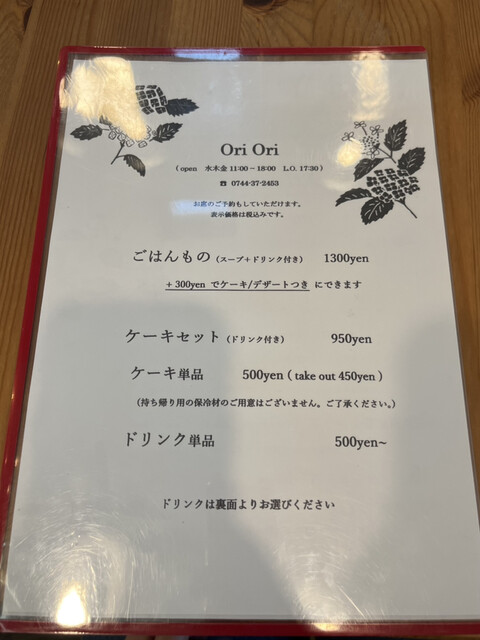 Ori Ori
( open 水木金 11:00－18:00 L.O. 17:30 )
☎ 0744-37-2453
お席のご予約もしていただけます。
表示価格は税込みです。
ごはんもの（スープ＋ドリンク付き） 1300yen
＋300yen でケーキ/デザートつき にできます
ケーキセット（ドリンク付き） 950yen
ケーキ単品 500yen ( take out 450yen )
（持ち帰り用の保冷材のご用意はございません。ご了承ください。）
ドリンク単品 500yen~
ドリンクは裏面よりお選びください